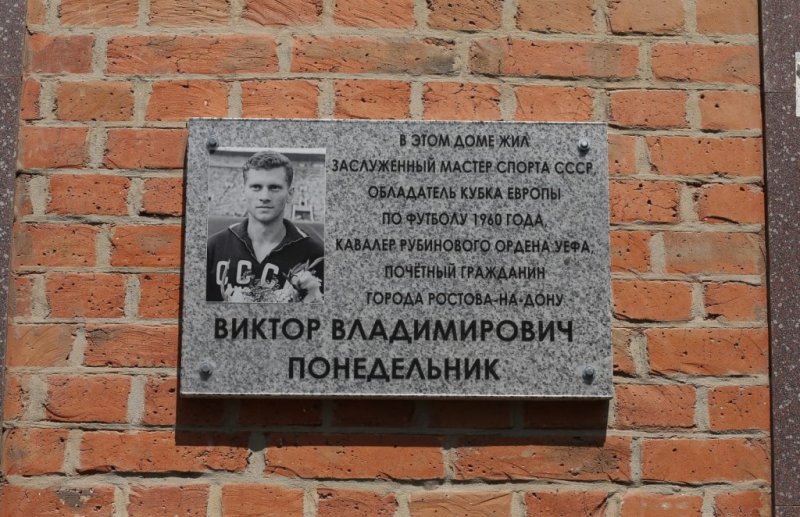 В ЭТОМ ДОМЕ ЖИЛ
ЗАСЛУЖЕННЫЙ МАСТЕР СПОРТА СССР,
ОБЛАДАТЕЛЬ КУБКА ЕВРОПЫ
ПО ФУТБОЛУ 1960 ГОДА,
КАВАЛЕР РУБИНОВОГО ОРДЕНА УЕФА,
ПОЧЁТНЫЙ ГРАЖДАНИН
ГОРОДА РОСТОВА-НА-ДОНУ
СССР
ВИКТОР ВЛАДИМИРОВИЧ
ПОНЕДЕЛЬНИК